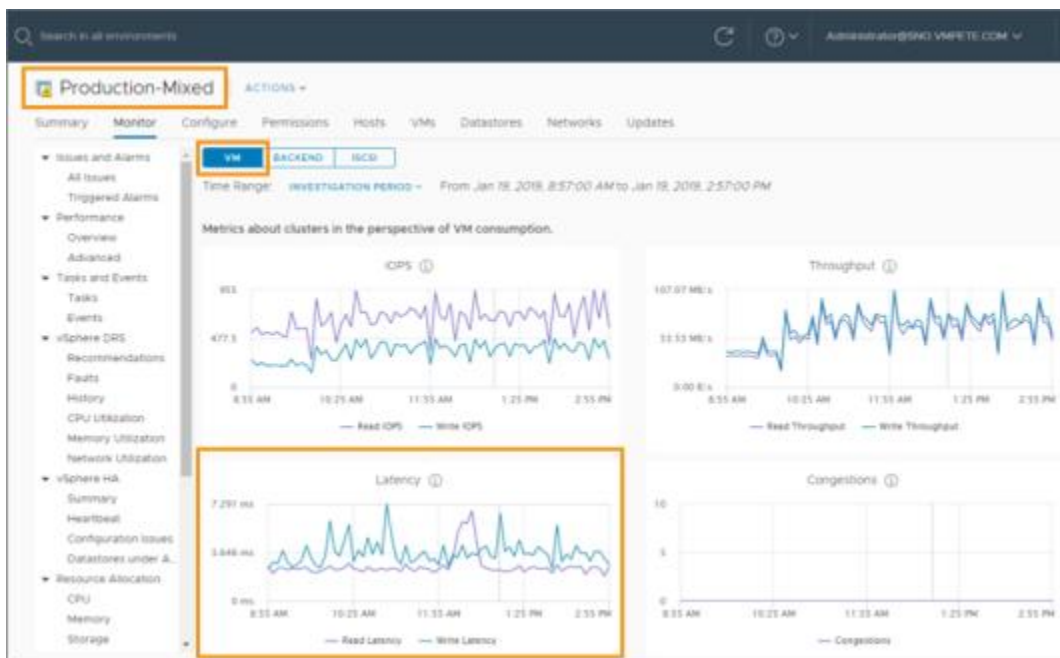 Search in all environments
Administrator@SNO.VMPETE.COM
Production-Mixed
ACTIONS
Summary Monitor Configure Permissions Hosts VMs Datastores Networks Updates
Issues and Alarms
All Issues
Triggered Alarms
Performance
Overview
Advanced
Tasks and Events
Tasks
Events
vSphere DRS
Recommendations
Faults
History
CPU Utilization
Memory Utilization
Network Utilization
vSphere HA
Summary
Heartbeat
Configuration Issues
Datastores under A...
Resource Allocation
CPU
Memory
Storage
VM BACKEND ISCSI
Time Range: INVESTIGATION PERIOD From Jan 19, 2019, 8:57:00 AM to Jan 19, 2019, 2:57:00 PM
Metrics about clusters in the perspective of VM consumption.
IOPS
955
477.5
0
8:55 AM 10:25 AM 11:55 AM 1:25 PM 2:55 PM
Read IOPS Write IOPS
Throughput
107.07 MB/s
53.53 MB/s
0.00 B/s
8:55 AM 10:25 AM 11:55 AM 1:25 PM 2:55 PM
Read Throughput Write Throughput
Latency
7.297 ms
3.648 ms
0 ms
8:55 AM 10:25 AM 11:55 AM 1:25 PM 2:55 PM
Read Latency Write Latency
Congestions
10
5
0
8:55 AM 10:25 AM 11:55 AM 1:25 PM 2:55 PM
Congestions